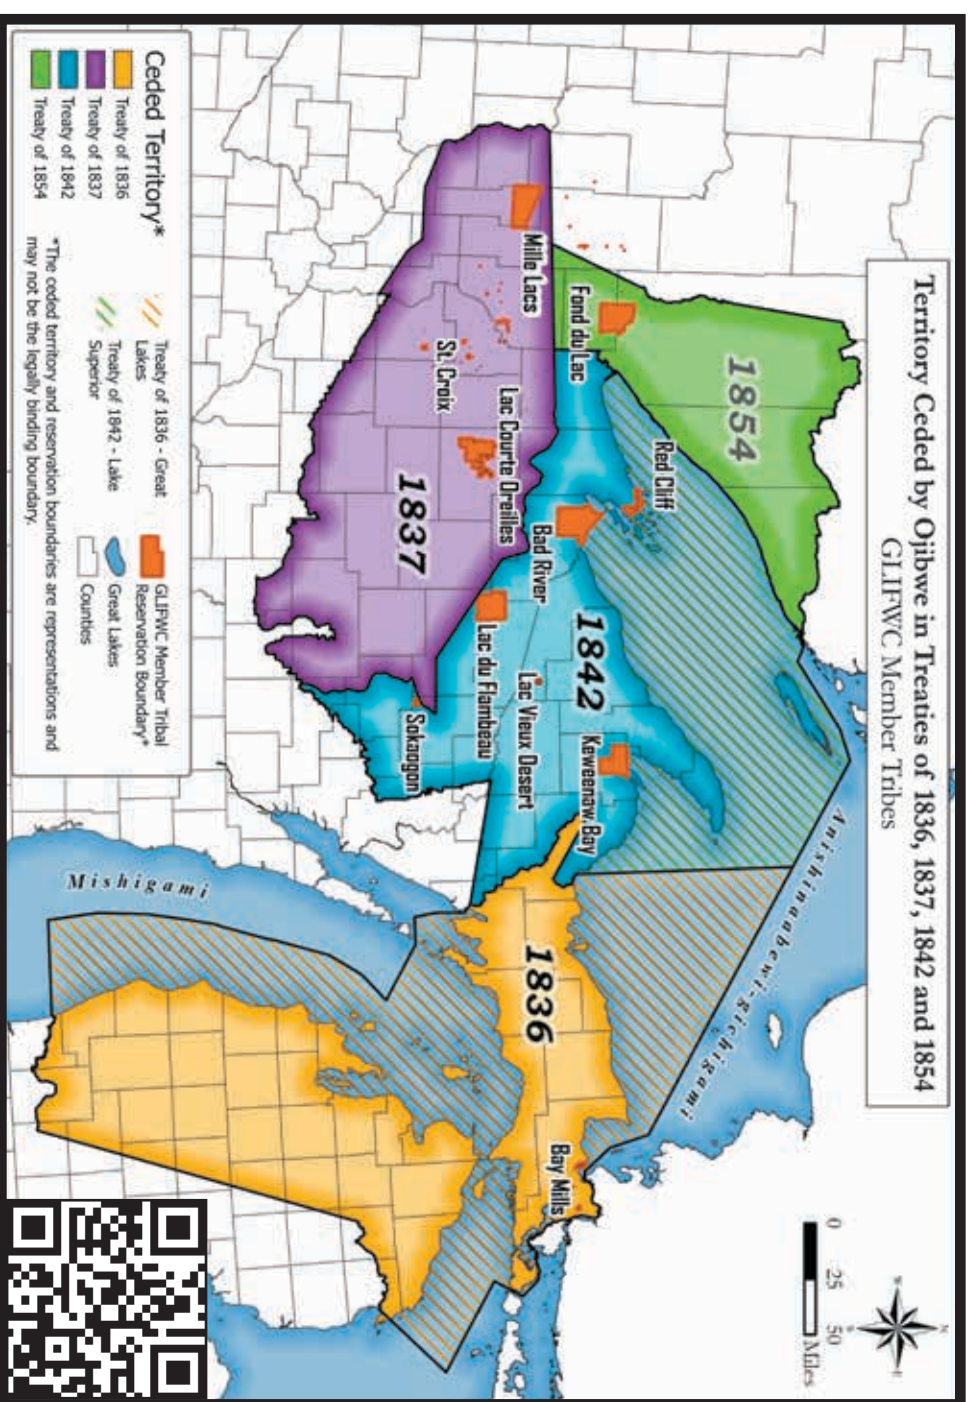 Territory Ceded by Ojibwe in Treaties of 1836, 1837, 1842 and 1854
GLIFWC Member Tribes
N
S
0 25 50
Miles
1854
Fond du Lac
Mille Lacs
Red Cliff
St. Croix
Lac Courte Oreilles
Bad River
1837
1842
Lac du Flambeau
Lac Vieux Desert
Keweenaw Bay
Sokaogon
1836
Bay Mills
Anishinaabewi-gichigami
Mishigami
Ceded Territory*
Treaty of 1836
Treaty of 1837
Treaty of 1842
Treaty of 1854
Treaty of 1836 - Great
Lakes
Treaty of 1842 - Lake
Superior
GLIFWC Member Tribal
Reservation Boundary*
Great Lakes
Counties
*The ceded territory and reservation boundaries are representations and
may not be the legally binding boundary.